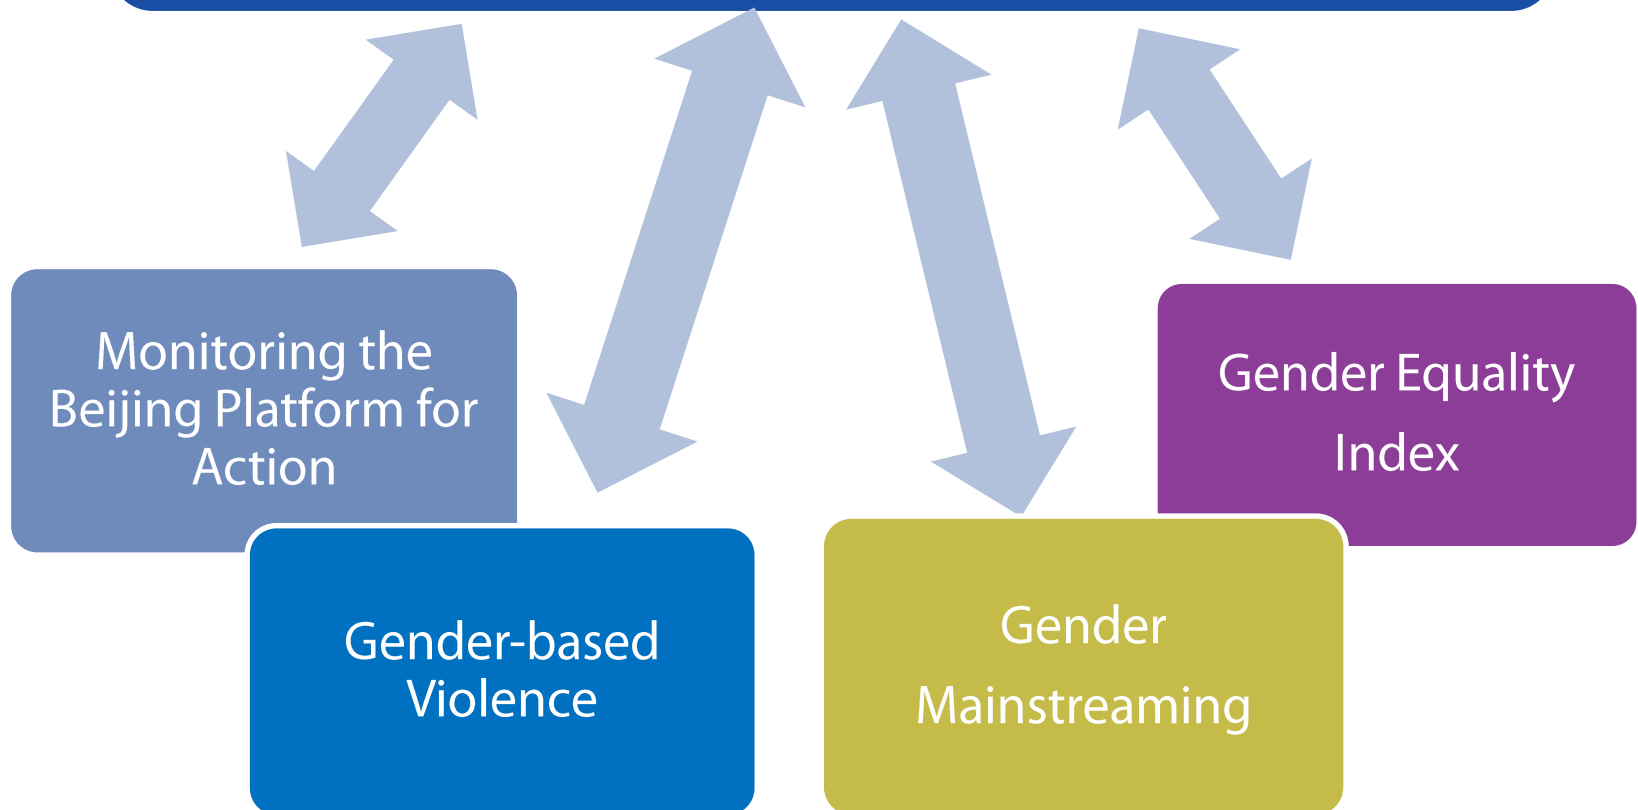 Monitoring the
Beijing Platform for
Action
Gender-based
Violence
Gender
Mainstreaming
Gender Equality
Index